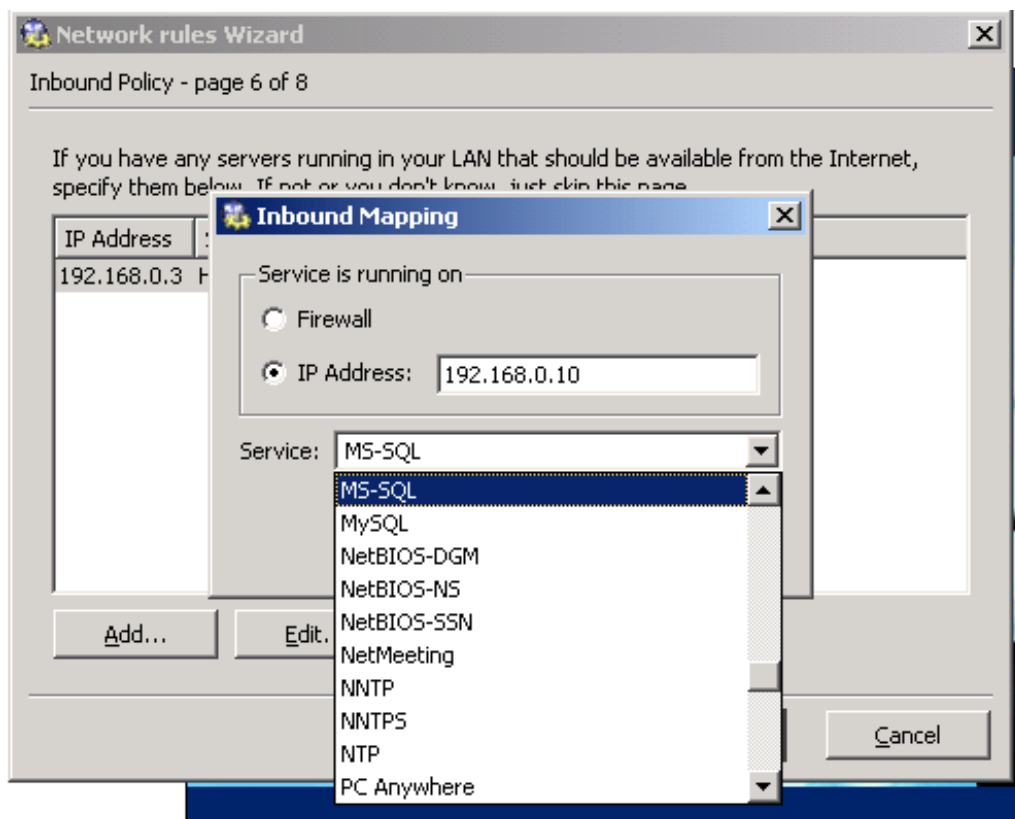 Network rules Wizard
Inbound Policy - page 6 of 8
If you have any servers running in your LAN that should be available from the Internet,
specify them below. If not or you don't know, just skip this page.
Inbound Mapping
IP Address
192.168.0.3 H
Service is running on
Firewall
IP Address: 192.168.0.10
Service: MS-SQL
MS-SQL
MySQL
NetBIOS-DGM
NetBIOS-NS
NetBIOS-SSN
NetMeeting
NNTP
NNTPS
NTP
PC Anywhere
Add...
Edit.
Cancel